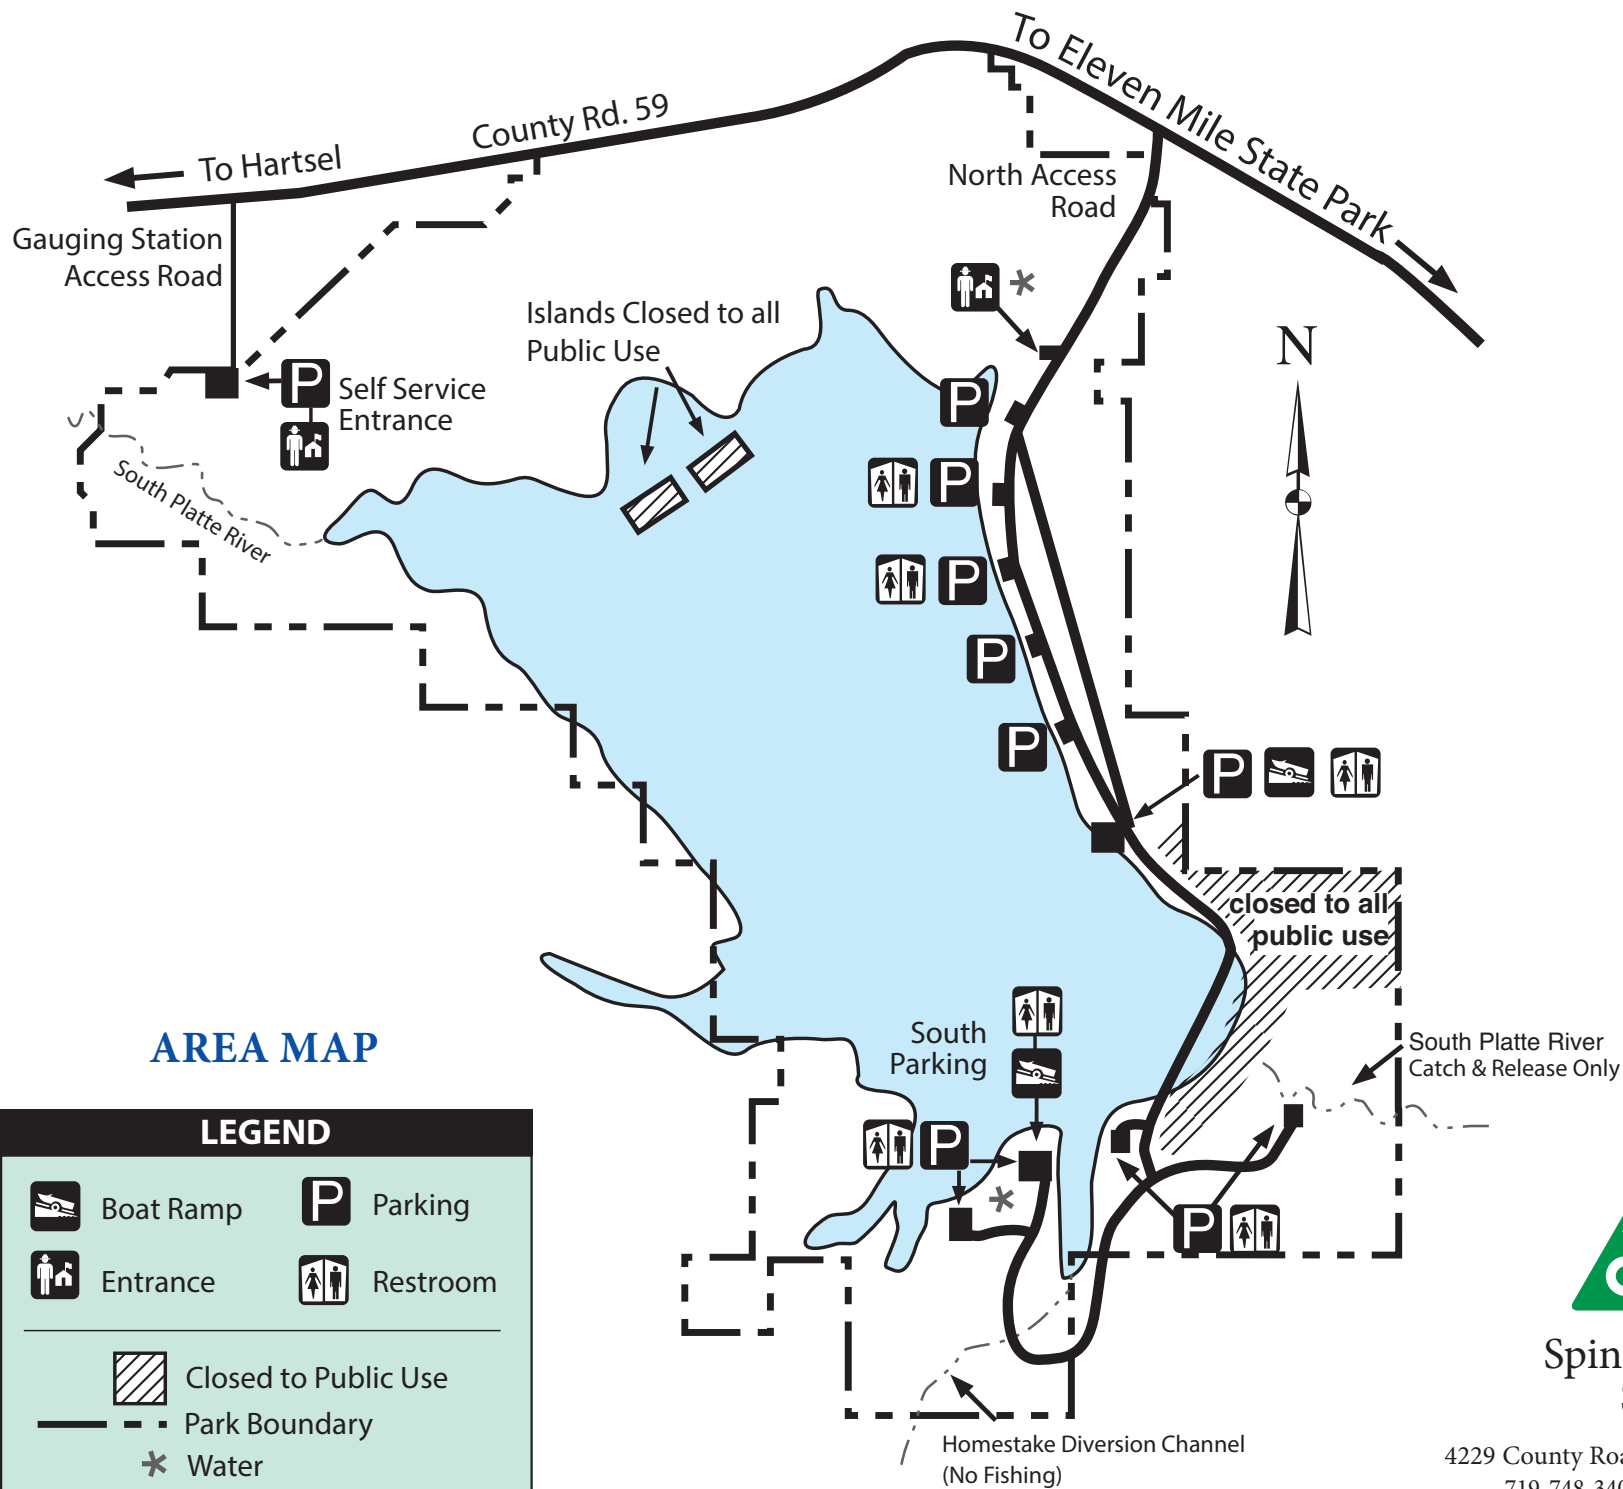 To Eleven Mile State Park
County Rd. 59
To Hartsel
North Access
Road
Gauging Station
Access Road
Islands Closed to all
Public Use
N
P
P
Self Service
Entrance
P
South Platte River
P
P
P
P
closed to all
public use
South
Parking
South Platte River
Catch & Release Only
AREA MAP
P
LEGEND
Boat Ramp
P
Parking
P
Entrance
Restroom
Closed to Public Use
Park Boundary
Water
Homestake Diversion Channel
(No Fishing)
Spin
4229 County Roa
719-748-340